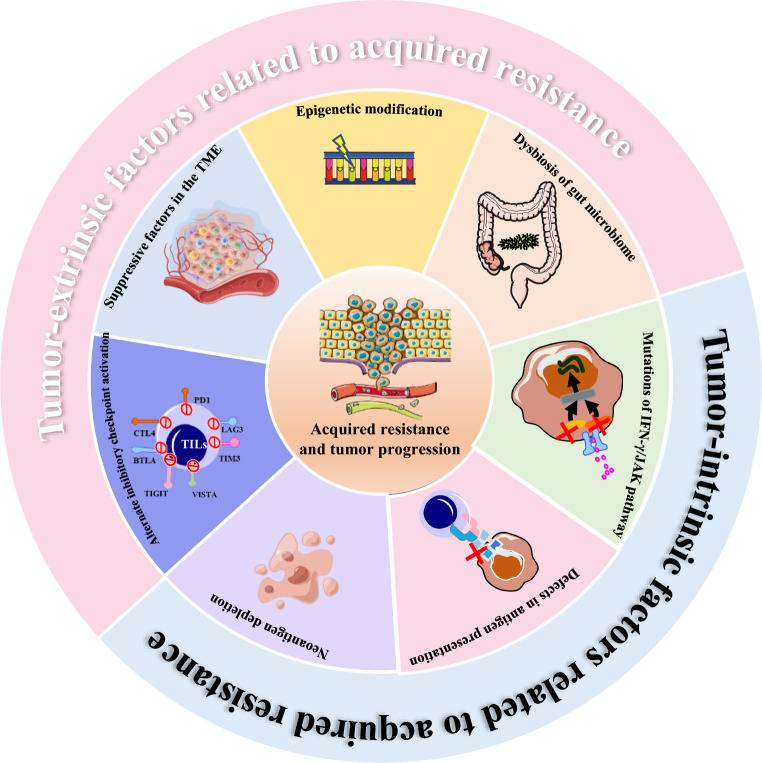 Tumor-extrinsic factors related to acquired resistance
Epigenetic modification
Dysbiosis of gut microbiome
Suppressive factors in the TME
Mutations of IFN-γ/JAK pathway
Alternate inhibitory checkpoint activation
PD1
CTL4
LAG3
TILs
BTLA
TIM3
TIGIT
VISTA
Acquired resistance
and tumor progression
Defects in antigen presentation
Neoantigen depletion
Tumor-intrinsic factors related to acquired resistance